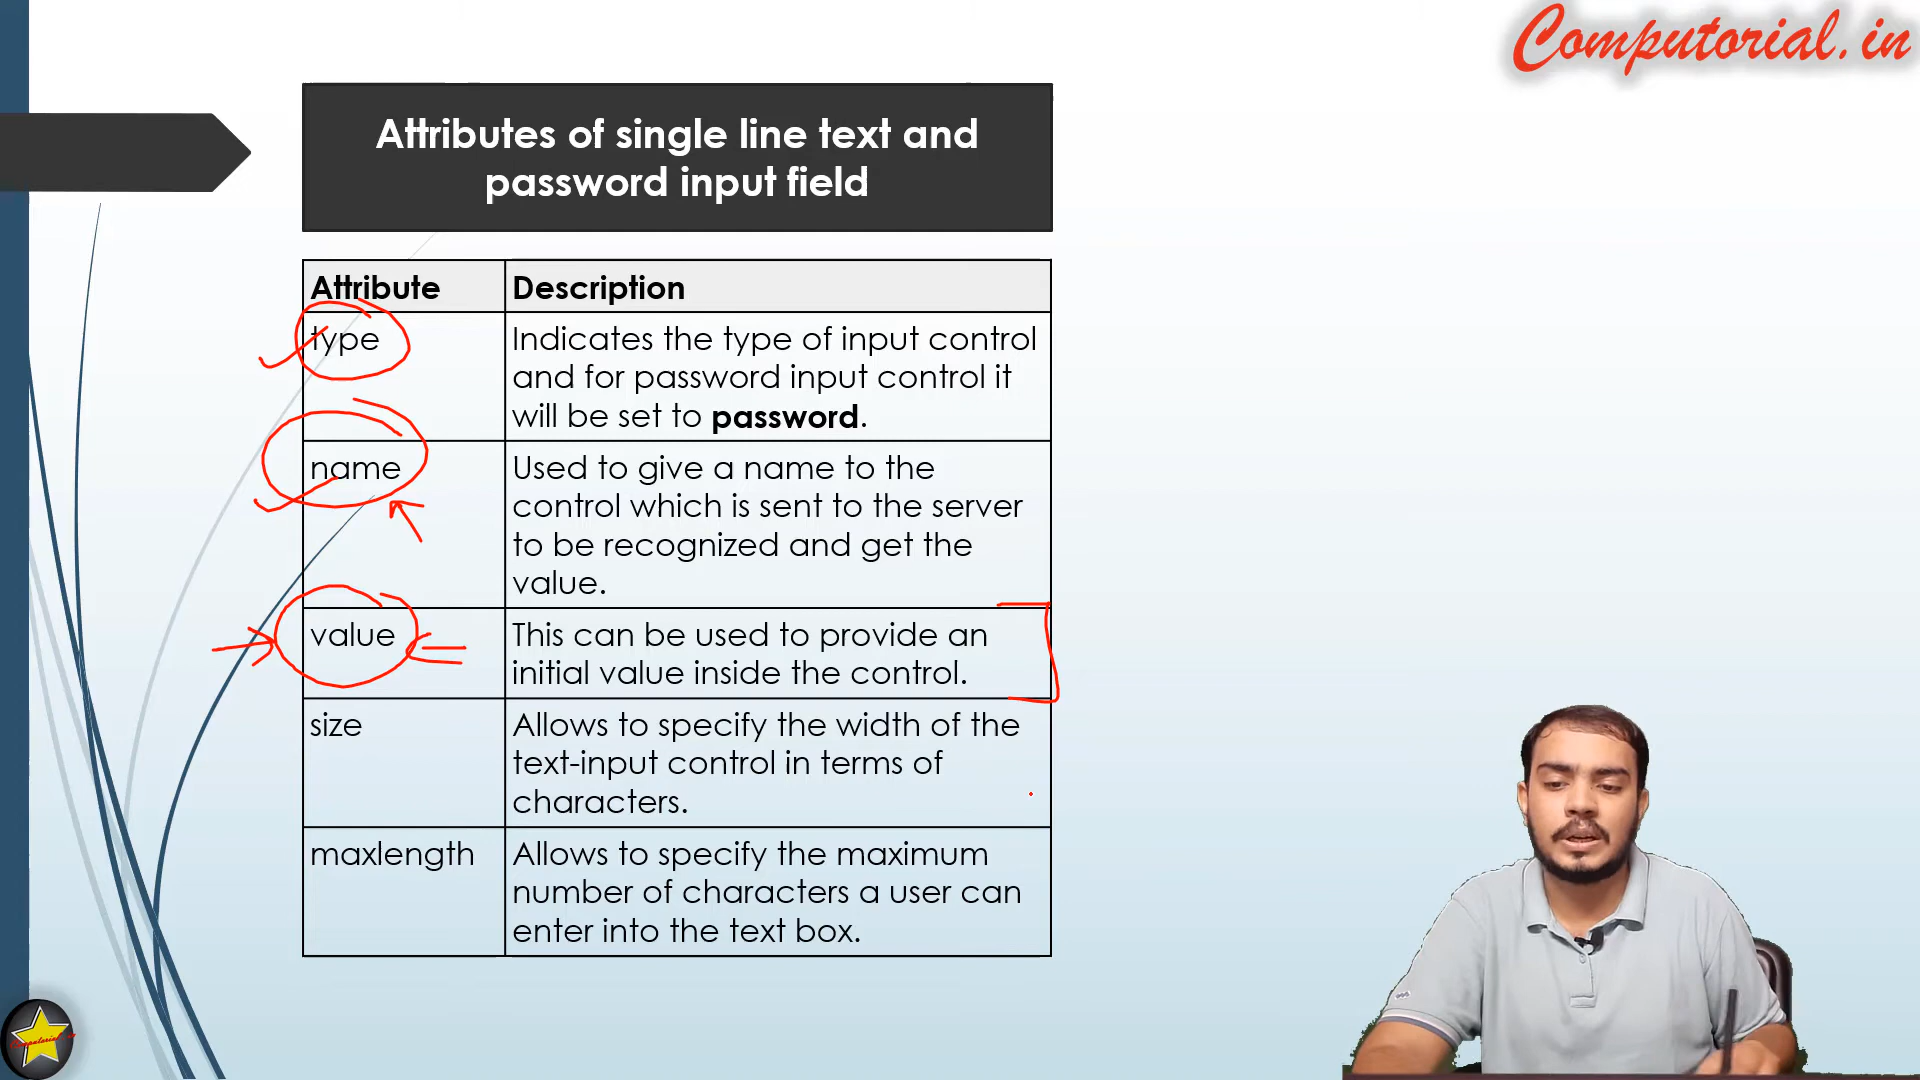 Computorial.in
Attributes of single line text and
password input field
Attribute Description
type Indicates the type of input control
and for password input control it
will be set to password.
name Used to give a name to the
control which is sent to the server
to be recognized and get the
value.
value This can be used to provide an
initial value inside the control.
size Allows to specify the width of the
text-input control in terms of
characters.
maxlength Allows to specify the maximum
number of characters a user can
enter into the text box.